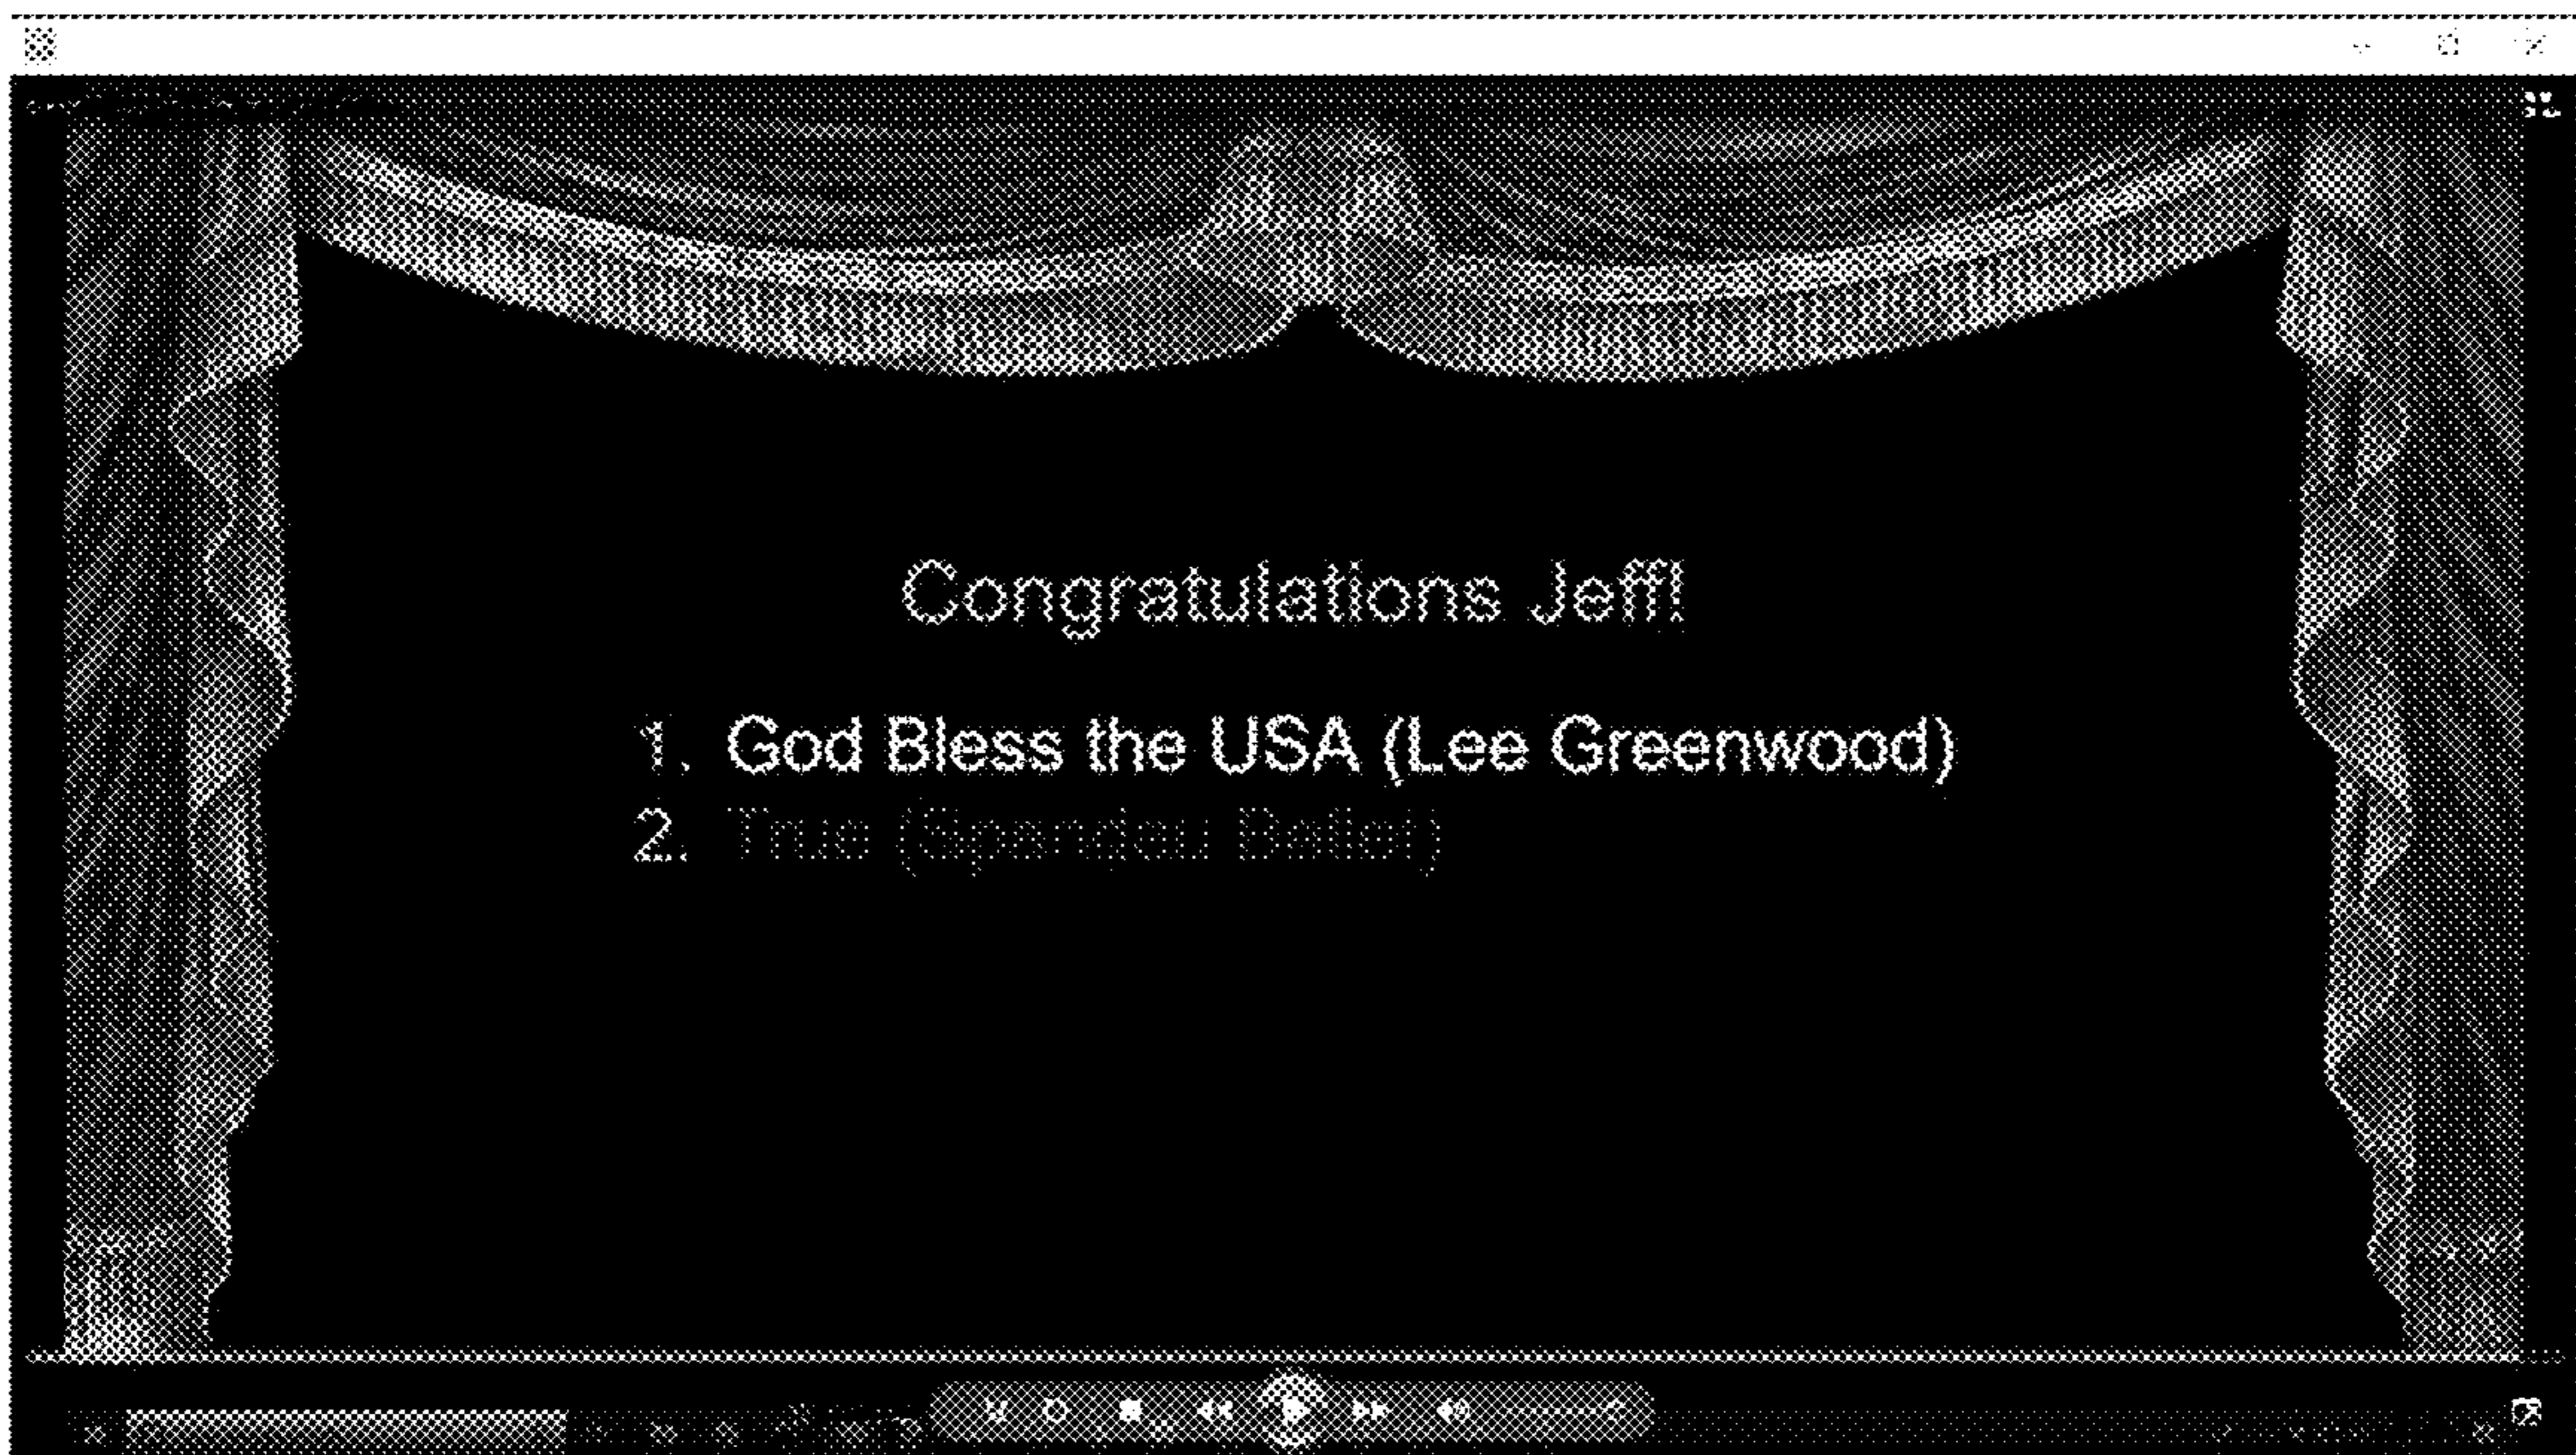 Congratulations Jeff!
1. God Bless the USA (Lee Greenwood)
2. True (Spandau Ballet)